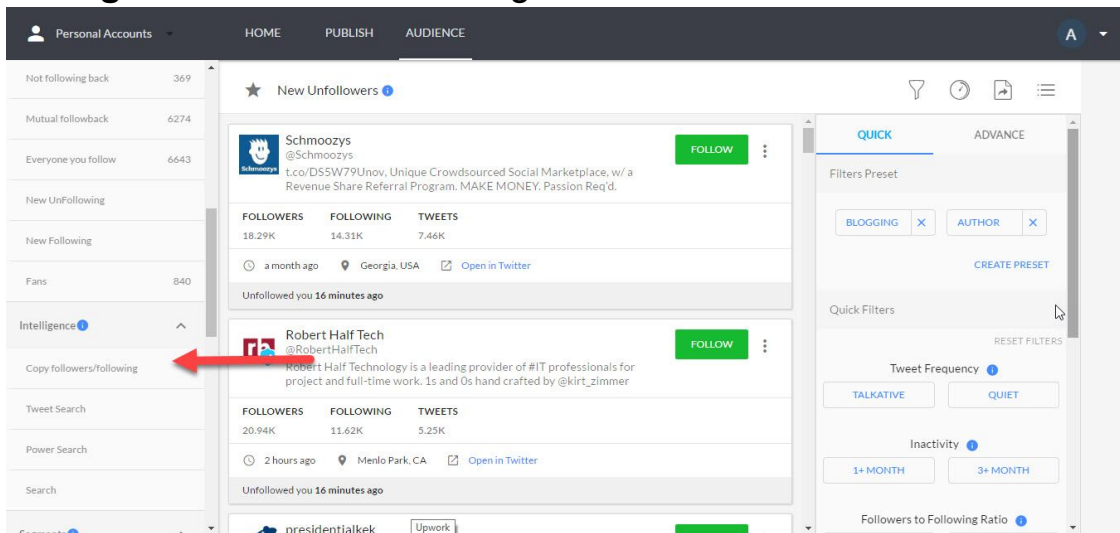 Personal Accounts
HOME PUBLISH AUDIENCE
A
Not following back 369
Mutual followback 6274
Everyone you follow 6643
New UnFollowing
New Following
Fans 840
Intelligence
Copy followers/following
Tweet Search
Power Search
Search
New Unfollowers
Schmoozys
@Schmoozys
t.co/DS5W79Unov, Unique Crowdsourced Social Marketplace, w/ a
Revenue Share Referral Program. MAKE MONEY. Passion Req'd.
FOLLOW
FOLLOWERS FOLLOWING TWEETS
18.29K 14.31K 7.46K
a month ago Georgia, USA Open in Twitter
Unfollowed you 16 minutes ago
Robert Half Tech
@RobertHalfTech
Robert Half Technology is a leading provider of #IT professionals for
project and full-time work. 1s and 0s hand crafted by @kirt_zimmer
FOLLOW
FOLLOWERS FOLLOWING TWEETS
20.94K 11.62K 5.25K
2 hours ago Menlo Park, CA Open in Twitter
Unfollowed you 16 minutes ago
presidentialkek
Upwork
QUICK ADVANCE
Filters Preset
BLOGGING X AUTHOR X
CREATE PRESET
Quick Filters
RESET FILTERS
Tweet Frequency
TALKATIVE QUIET
Inactivity
1+ MONTH 3+ MONTH
Followers to Following Ratio